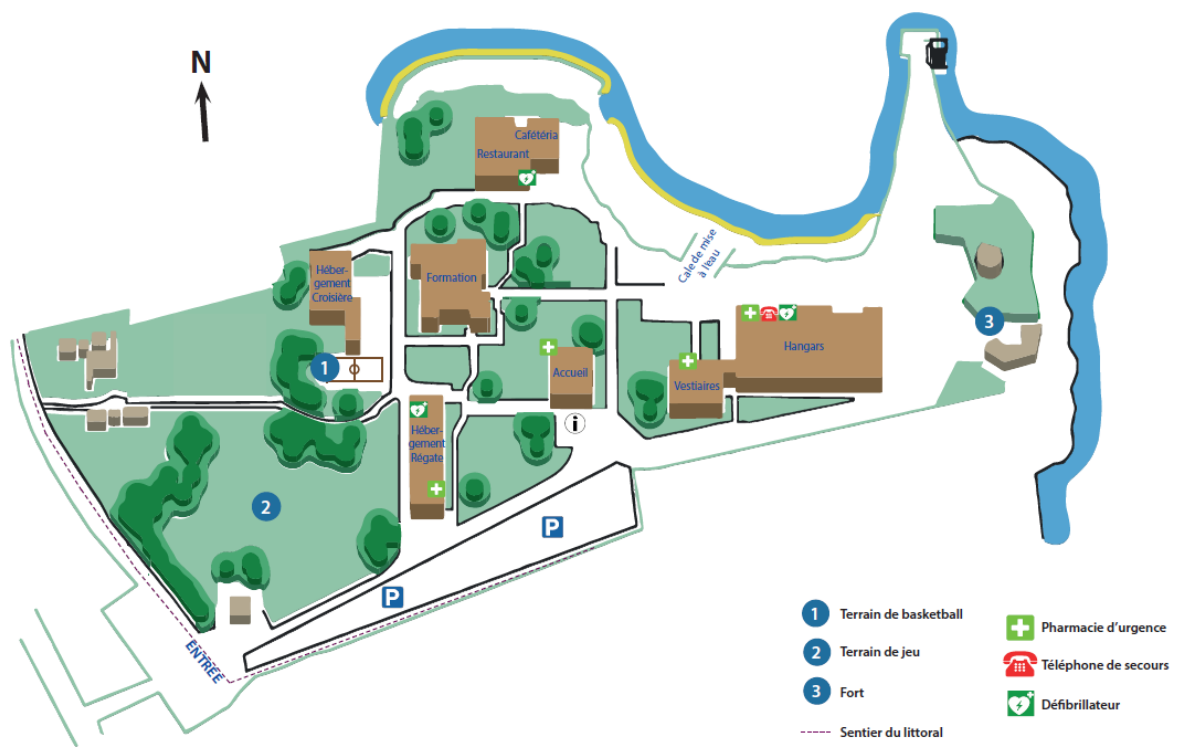 N
Cafétéria
Restaurant
Cale de mise
à l'eau
Héber-
gement
Croisière
Formation
3
Hangars
1
Accueil
Vestiaires
i
Héber-
gement
Régate
2
P
P
ENTRÉE
1 Terrain de basketball
2 Terrain de jeu
3 Fort
Sentier du littoral
Pharmacie d'urgence
Téléphone de secours
Défibrillateur